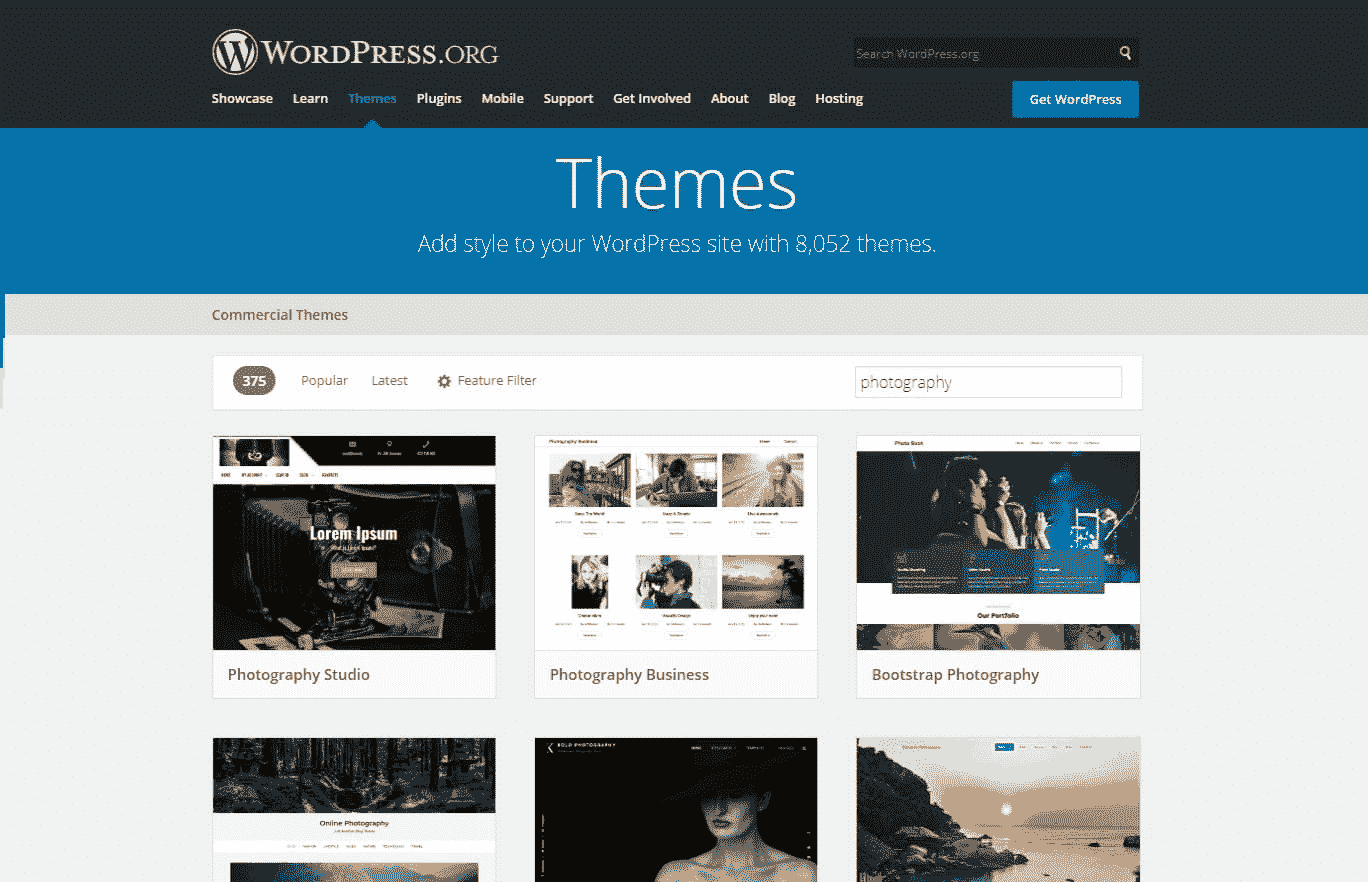 WORDPRESS.ORG
Search WordPress.org
Showcase Learn Themes Plugins Mobile Support Get Involved About Blog Hosting
Get WordPress
Themes
Add style to your WordPress site with 8,052 themes.
Commercial Themes
375 Popular Latest Feature Filter
photography
Lorem Ipsum
Photography Business
Photo Studio
Our Portfolio
Photography Studio
Photography Business
Bootstrap Photography
Online Photography
BOLD PHOTOGRAPHY